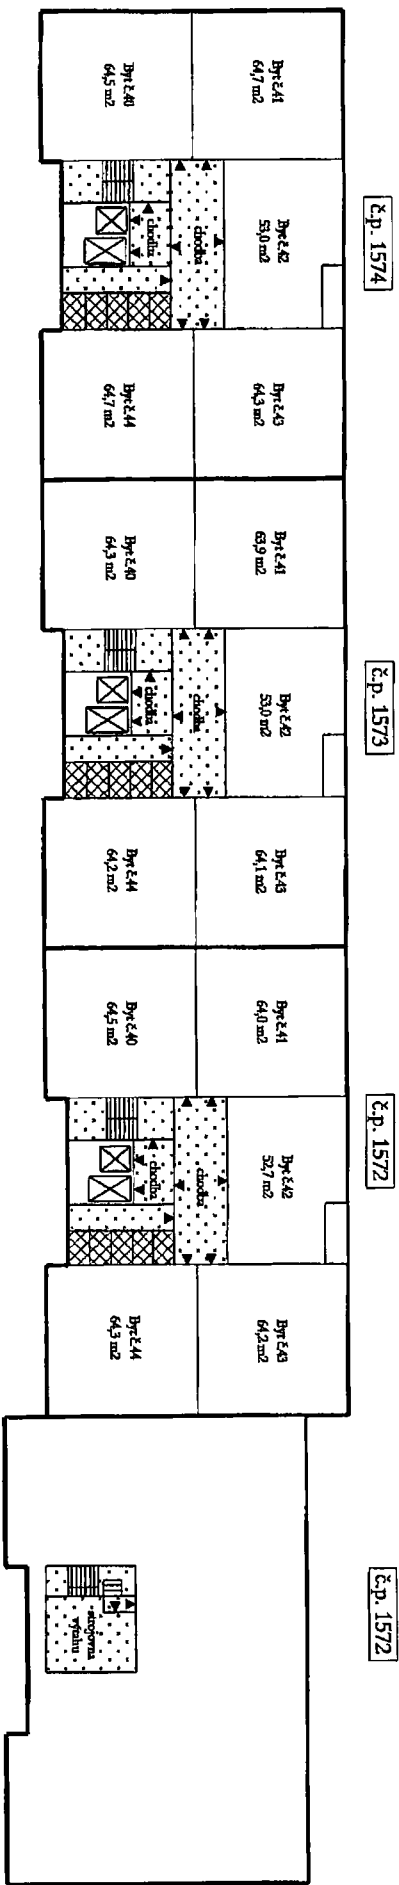 č.p. 1574
Byt č.41
64,7 m2
Byt č.40
64,5 m2
Byt č.42
53,0 m2
chodba
chodba
Byt č.43
64,3 m2
Byt č.44
64,7 m2
č.p. 1573
Byt č.41
63,9 m2
Byt č.40
64,3 m2
Byt č.42
53,0 m2
chodba
chodba
Byt č.43
64,1 m2
Byt č.44
64,2 m2
č.p. 1572
Byt č.41
64,0 m2
Byt č.40
64,5 m2
Byt č.42
52,7 m2
chodba
chodba
Byt č.43
64,2 m2
Byt č.44
64,3 m2
č.p. 1572
strojovna
výtahu